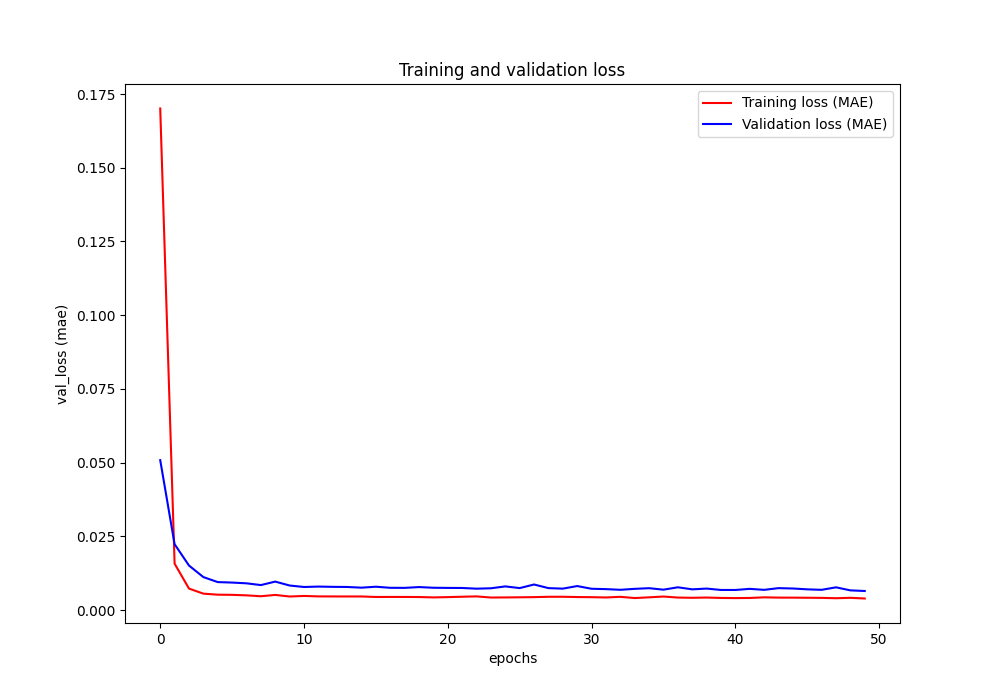 Training and validation loss
Training loss (MAE)
Validation loss (MAE)
val_loss (mae)
0.175
0.150
0.125
0.100
0.075
0.050
0.025
0.000
0 10 20 30 40 50
epochs